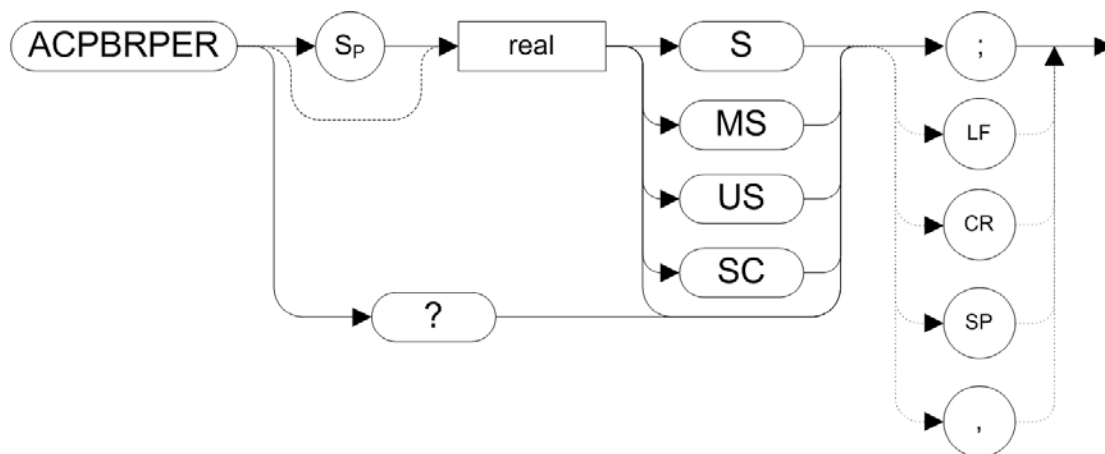 ACPBRPER SP real S ;
MS LF
US CR
SC SP
?
,